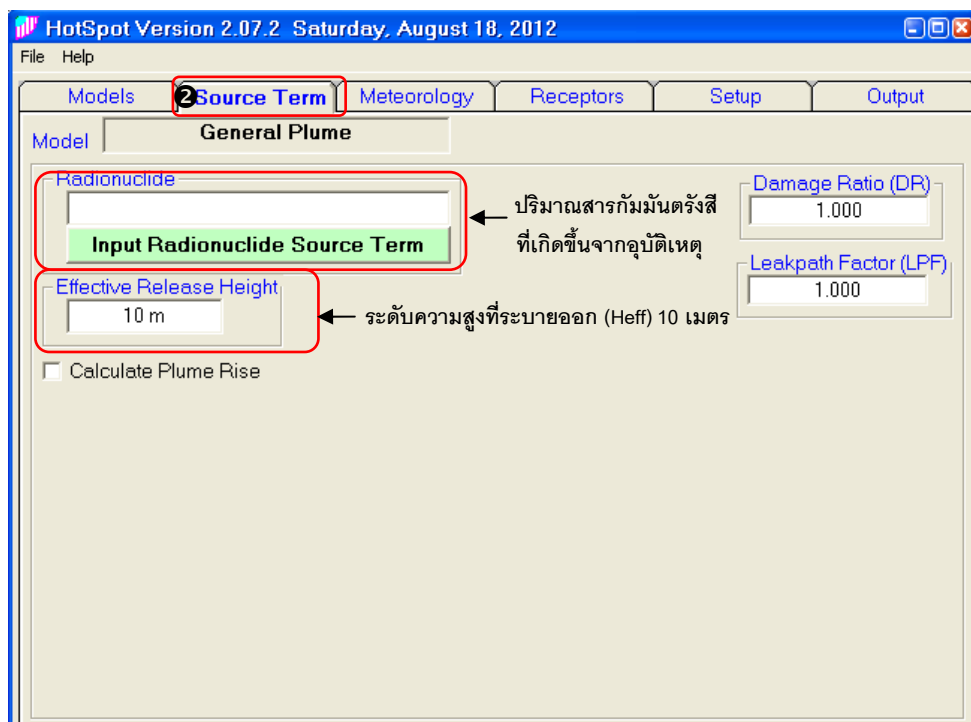 HotSpot Version 2.07.2 Saturday, August 18, 2012
File Help
Models ❷Source Term Meteorology Receptors Setup Output
Model General Plume
Radionuclide
Input Radionuclide Source Term
ปริมาณสารกัมมันตรังสี
ที่เกิดขึ้นจากอุบัติเหตุ
Damage Ratio (DR)
1.000
Leakpath Factor (LPF)
1.000
Effective Release Height
10 m
ระดับความสูงที่ระบายออก (Heff) 10 เมตร
Calculate Plume Rise